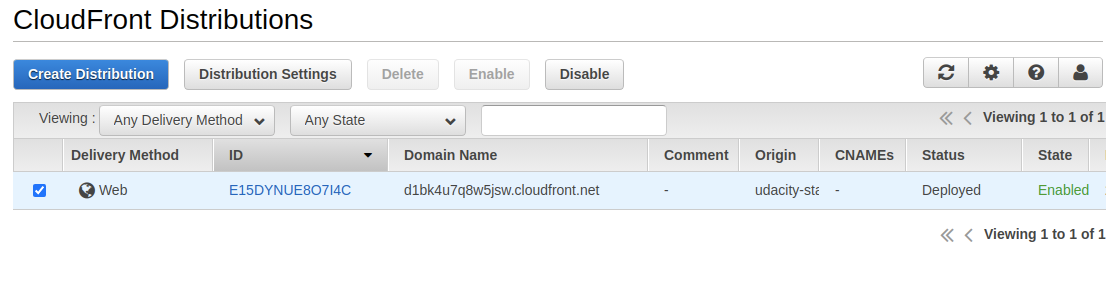 CloudFront Distributions
Create Distribution Distribution Settings Delete Enable Disable
Viewing : Any Delivery Method Any State Viewing 1 to 1 of 1
Delivery Method ID Domain Name Comment Origin CNAMEs Status State
Web E15DYNUE8O7I4C d1bk4u7q8w5jsw.cloudfront.net - udacity-sta - Deployed Enabled
Viewing 1 to 1 of 1